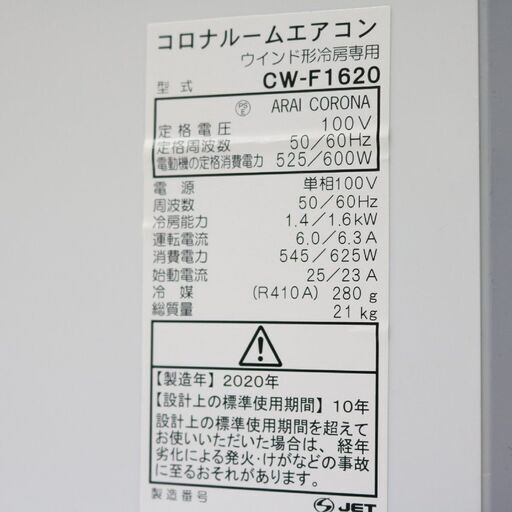 コロナルームエアコン
ウインド形冷房専用
型式 CW-F1620
PSE ARAI CORONA
定格電圧 100V
定格周波数 50/60Hz
電動機の定格消費電力 525/600W
電源 単相100V
周波数 50/60Hz
冷房能力 1.4/1.6kW
運転電流 6.0/6.3A
消費電力 545/625W
始動電流 25/23A
冷媒 (R410A) 280g
総質量 21kg
【製造年】2020年
【設計上の標準使用期間】10年
設計上の標準使用期間を超えて
お使いいただいた場合は、経年
劣化による発火・けがなどの事故
に至るおそれがあります。
製造番号 JET